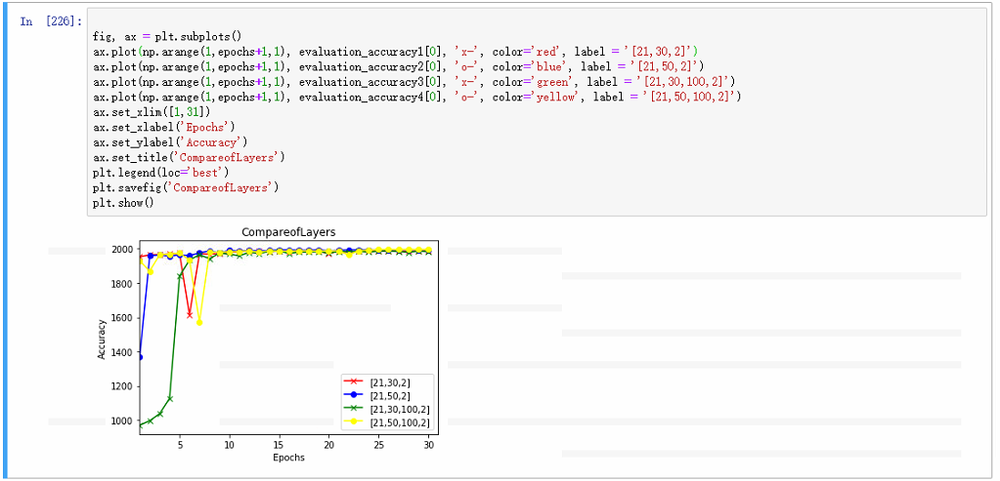 In [226]:
fig, ax = plt.subplots()
ax.plot(np.arange(1,epochs+1,1), evaluation_accuracy1[0], 'x-', color='red', label = '[21,30,2]')
ax.plot(np.arange(1,epochs+1,1), evaluation_accuracy2[0], 'o-', color='blue', label = '[21,50,2]')
ax.plot(np.arange(1,epochs+1,1), evaluation_accuracy3[0], 'x-', color='green', label = '[21,30,100,2]')
ax.plot(np.arange(1,epochs+1,1), evaluation_accuracy4[0], 'o-', color='yellow', label = '[21,50,100,2]')
ax.set_xlim([1,31])
ax.set_xlabel('Epochs')
ax.set_ylabel('Accuracy')
ax.set_title('CompareofLayers')
plt.legend(loc='best')
plt.savefig('CompareofLayers')
plt.show()
CompareofLayers
2000
1800
1600
1400
1200
1000
Accuracy
[21,30,2]
[21,50,2]
[21,30,100,2]
[21,50,100,2]
5 10 15 20 25 30
Epochs